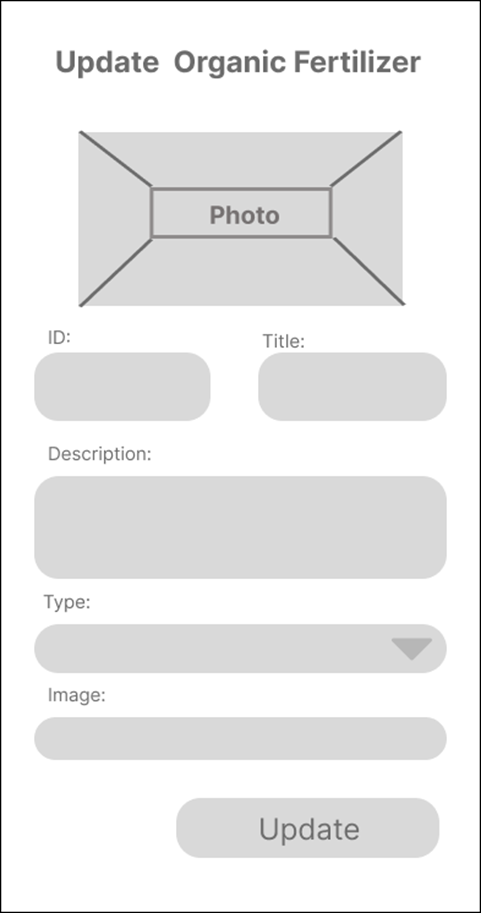 Update  Organic Fertilizer
Photo
ID:
Title:
Description:
Type:
Image:
Update